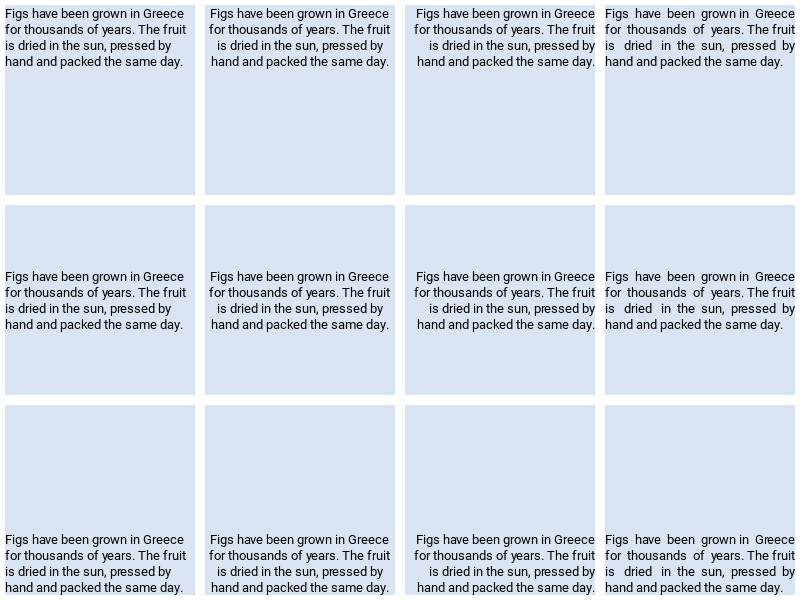 Figs have been grown in Greece
for thousands of years. The fruit
is dried in the sun, pressed by
hand and packed the same day.
Figs have been grown in Greece
for thousands of years. The fruit
is dried in the sun, pressed by
hand and packed the same day.
Figs have been grown in Greece
for thousands of years. The fruit
is dried in the sun, pressed by
hand and packed the same day.
Figs have been grown in Greece
for thousands of years. The fruit
is dried in the sun, pressed by
hand and packed the same day.
Figs have been grown in Greece
for thousands of years. The fruit
is dried in the sun, pressed by
hand and packed the same day.
Figs have been grown in Greece
for thousands of years. The fruit
is dried in the sun, pressed by
hand and packed the same day.
Figs have been grown in Greece
for thousands of years. The fruit
is dried in the sun, pressed by
hand and packed the same day.
Figs have been grown in Greece
for thousands of years. The fruit
is dried in the sun, pressed by
hand and packed the same day.
Figs have been grown in Greece
for thousands of years. The fruit
is dried in the sun, pressed by
hand and packed the same day.
Figs have been grown in Greece
for thousands of years. The fruit
is dried in the sun, pressed by
hand and packed the same day.
Figs have been grown in Greece
for thousands of years. The fruit
is dried in the sun, pressed by
hand and packed the same day.
Figs have been grown in Greece
for thousands of years. The fruit
is dried in the sun, pressed by
hand and packed the same day.